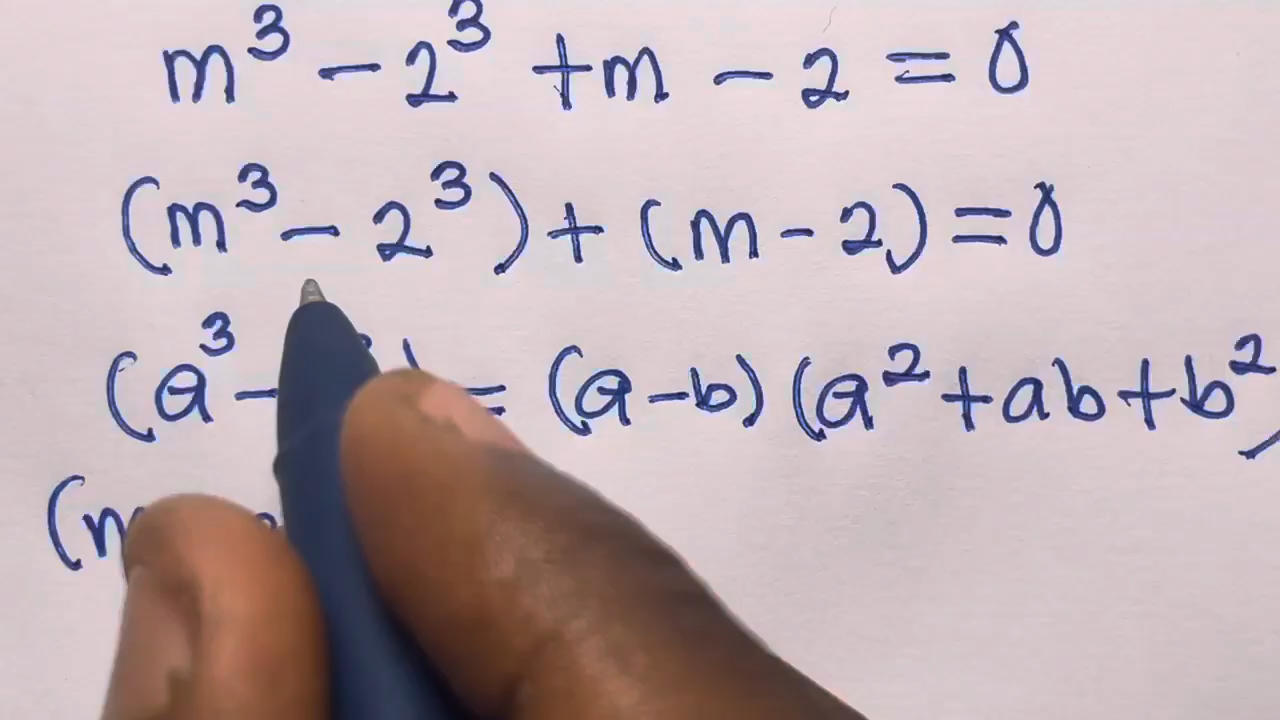 m³ - 2³ + m - 2 = 0
(m³ - 2³) + (m - 2) = 0
(a³ - ) = (a - b)(a² + ab + b²)
(m